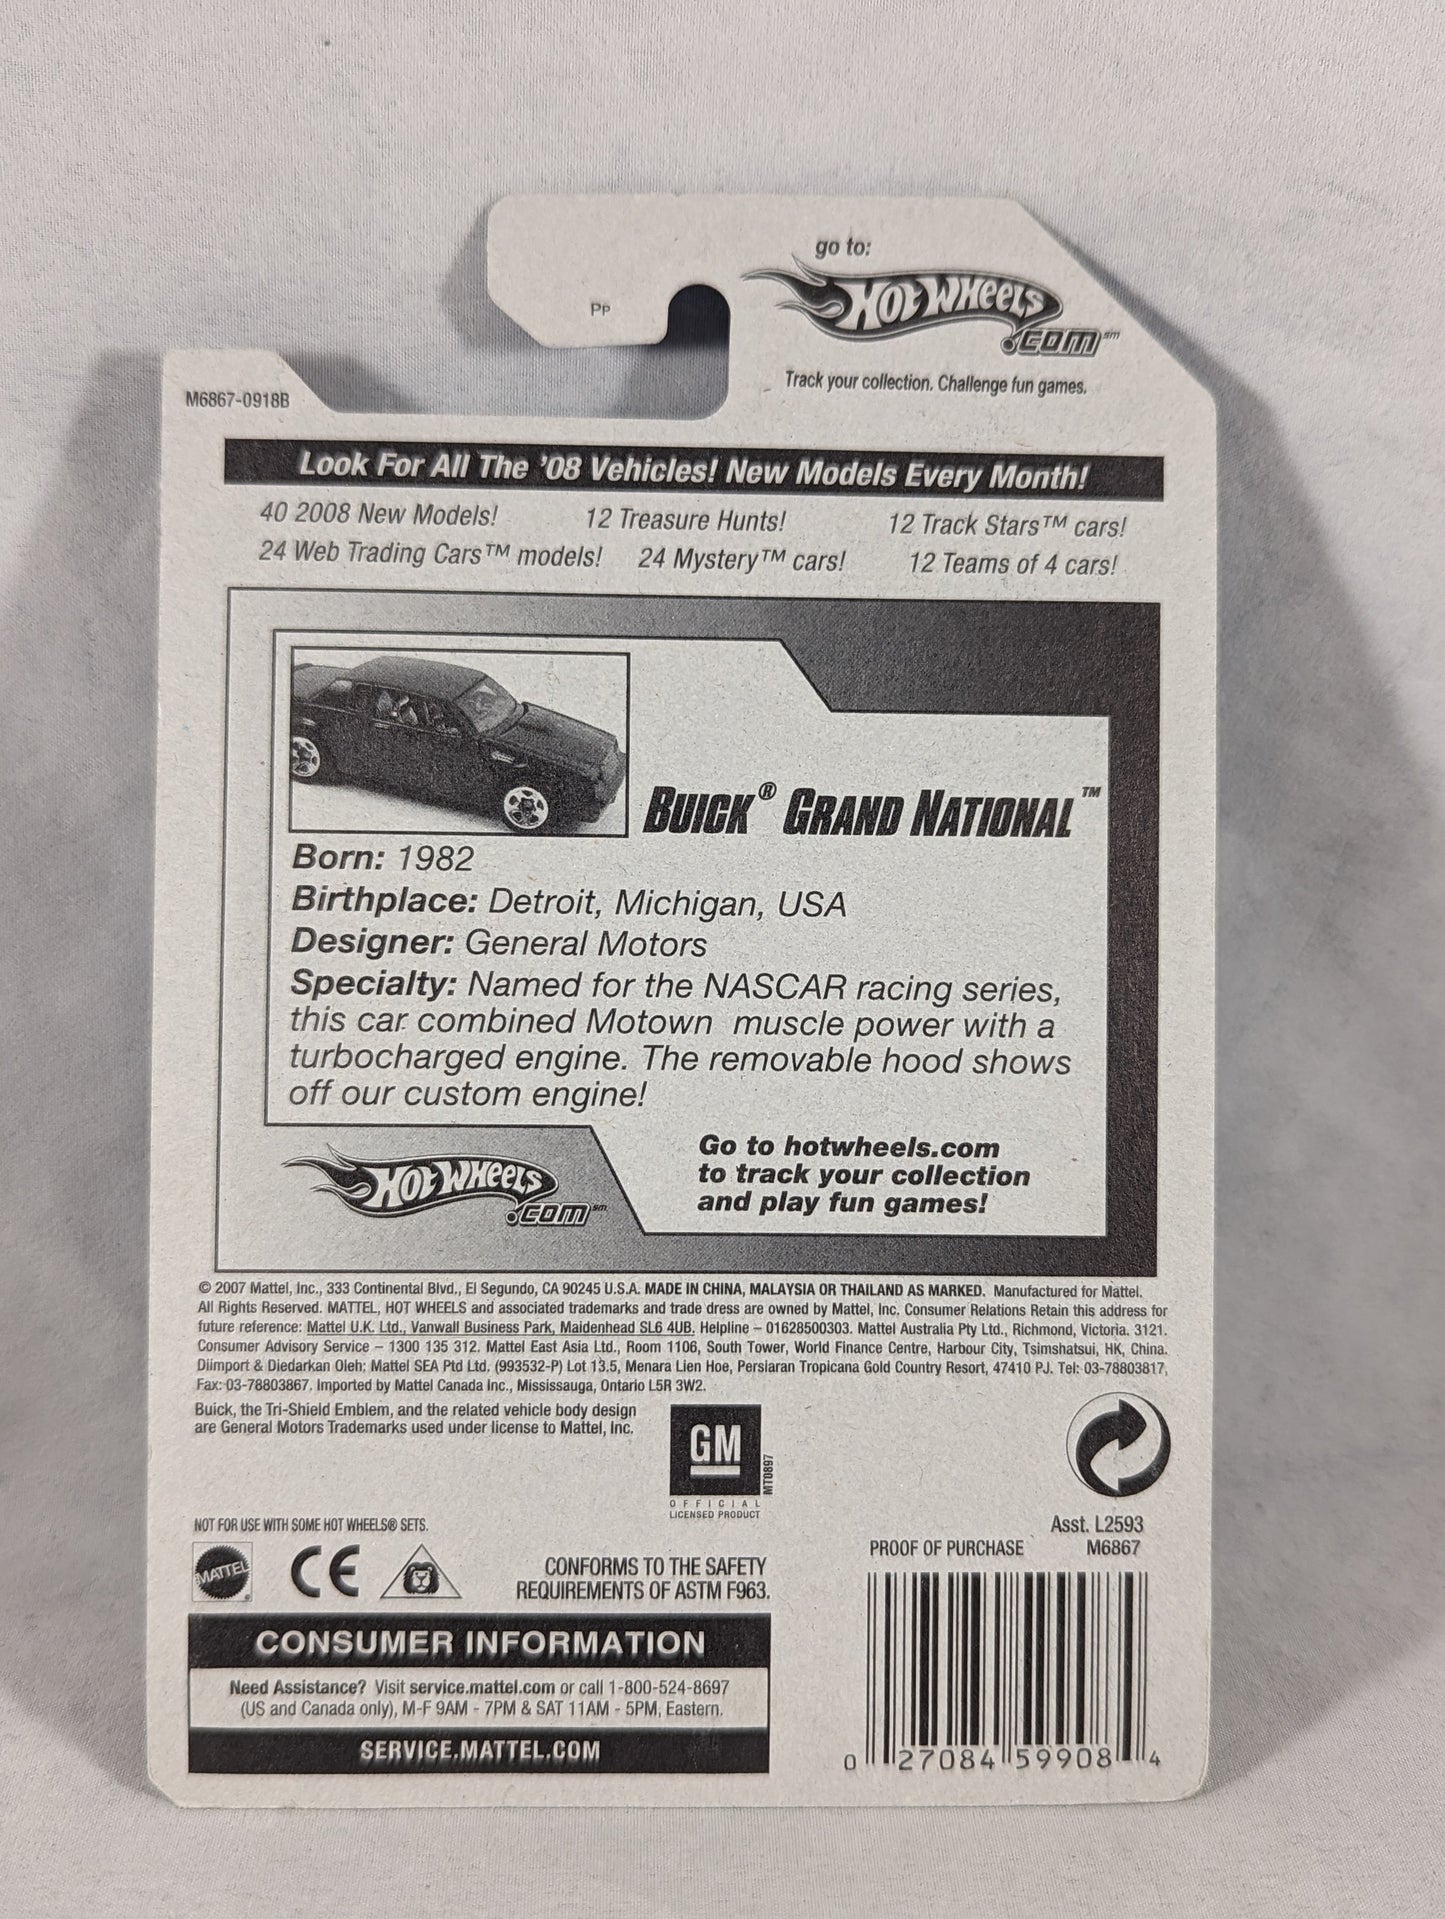 go to:
Hot Wheels
.com℠
Pp
Track your collection. Challenge fun games.
M6867-0918B
Look For All The '08 Vehicles! New Models Every Month!
40 2008 New Models! 12 Treasure Hunts! 12 Track Stars™ cars!
24 Web Trading Cars™ models! 24 Mystery™ cars! 12 Teams of 4 cars!
Buick® Grand National™
Born: 1982
Birthplace: Detroit, Michigan, USA
Designer: General Motors
Specialty: Named for the NASCAR racing series,
this car combined Motown muscle power with a
turbocharged engine. The removable hood shows
off our custom engine!
Hot Wheels
.com℠
Go to hotwheels.com
to track your collection
and play fun games!
© 2007 Mattel, Inc., 333 Continental Blvd., El Segundo, CA 90245 U.S.A. MADE IN CHINA, MALAYSIA OR THAILAND AS MARKED. Manufactured for Mattel.
All Rights Reserved. MATTEL, HOT WHEELS and associated trademarks and trade dress are owned by Mattel, Inc. Consumer Relations Retain this address for
future reference: Mattel U.K. Ltd., Vanwall Business Park, Maidenhead SL6 4UB. Helpline – 01628500303. Mattel Australia Pty Ltd., Richmond, Victoria. 3121.
Consumer Advisory Service – 1300 135 312. Mattel East Asia Ltd., Room 1106, South Tower, World Finance Centre, Harbour City, Tsimshatsui, HK, China.
Diimport & Diedarkan Oleh: Mattel SEA Ptd Ltd. (993532-P) Lot 13.5, Menara Lien Hoe, Persiaran Tropicana Gold Country Resort, 47410 PJ. Tel: 03-78803817,
Fax: 03-78803867. Imported by Mattel Canada Inc., Mississauga, Ontario L5R 3W2.
Buick, the Tri-Shield Emblem, and the related vehicle body design
are General Motors Trademarks used under license to Mattel, Inc.
GM
MT0897
OFFICIAL
LICENSED PRODUCT
NOT FOR USE WITH SOME HOT WHEELS® SETS.
MATTEL®
CE
CONFORMS TO THE SAFETY
REQUIREMENTS OF ASTM F963.
Asst. L2593
PROOF OF PURCHASE M6867
CONSUMER INFORMATION
Need Assistance? Visit service.mattel.com or call 1-800-524-8697
(US and Canada only), M-F 9AM - 7PM & SAT 11AM - 5PM, Eastern.
SERVICE.MATTEL.COM
0 27084 59908 4